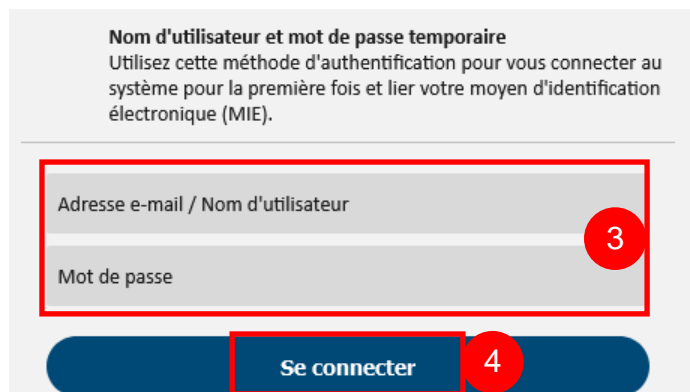 Nom d'utilisateur et mot de passe temporaire
Utilisez cette méthode d'authentification pour vous connecter au
système pour la première fois et lier votre moyen d'identification
électronique (MIE).
Adresse e-mail / Nom d'utilisateur
3
Mot de passe
Se connecter 4